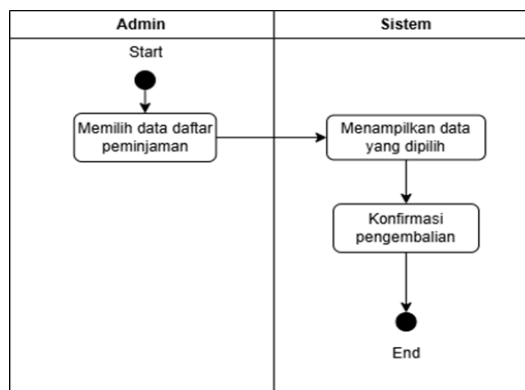 Admin
Sistem
Start
Memilih data daftar
peminjaman
Menampilkan data
yang dipilih
Konfirmasi
pengembalian
End